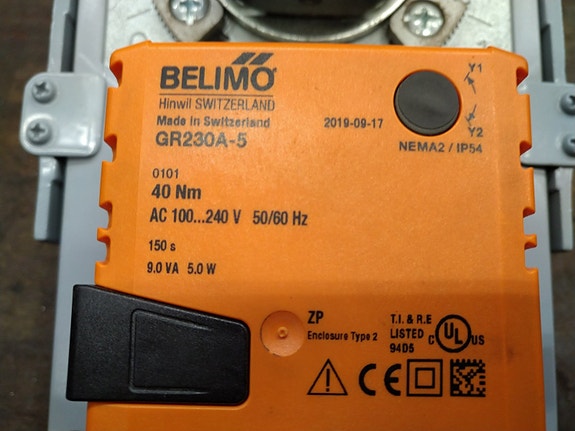 BELIMO
Hinwil SWITZERLAND
Made in Switzerland
GR230A-5
2019-09-17
Y1
Y2
NEMA2 / IP54
0101
40 Nm
AC 100...240 V 50/60 Hz
150 s
9.0 VA 5.0 W
ZP
Enclosure Type 2
T.I. & R.E
LISTED
94D5
C UL US
CE